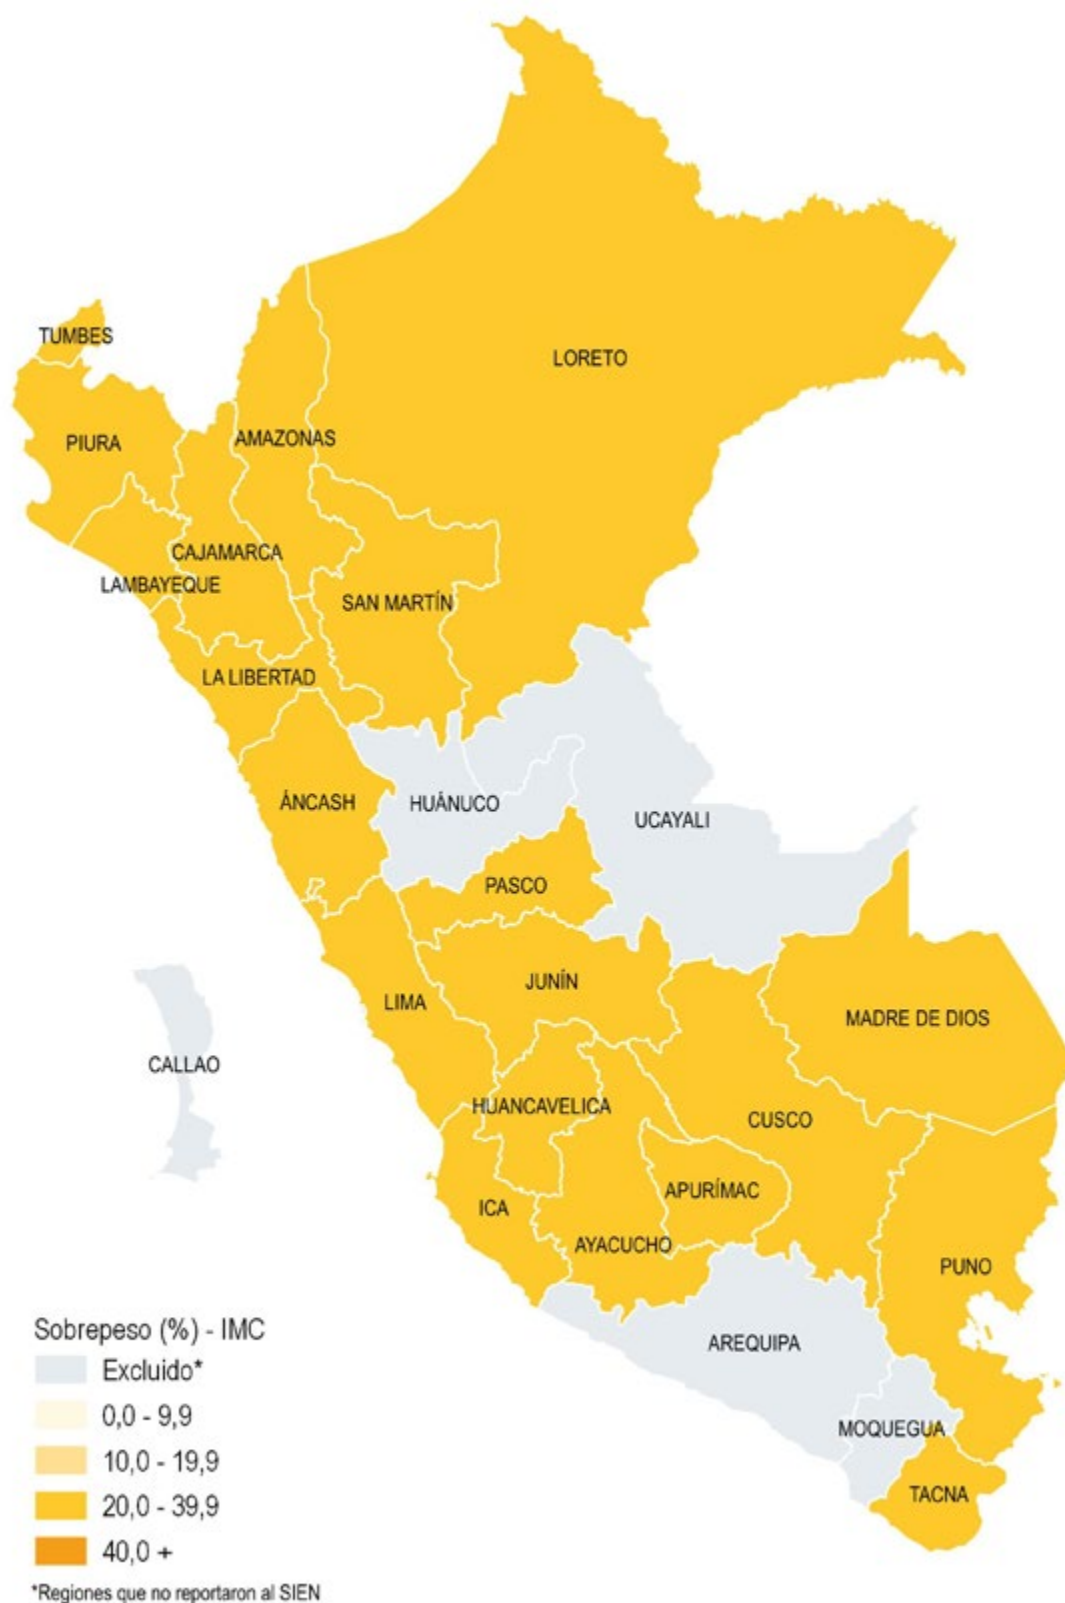 TUMBES
LORETO
PIURA
AMAZONAS
CAJAMARCA
LAMBAYEQUE
SAN MARTÍN
LA LIBERTAD
ÁNCASH
HUÁNUCO
UCAYALI
PASCO
JUNÍN
LIMA
MADRE DE DIOS
CALLAO
HUANCAVELICA
CUSCO
APURÍMAC
ICA
AYACUCHO
PUNO
AREQUIPA
MOQUEGUA
TACNA
Sobrepeso (%) - IMC
Excluido*
0,0 - 9,9
10,0 - 19,9
20,0 - 39,9
40,0 +
*Regiones que no reportaron al SIEN